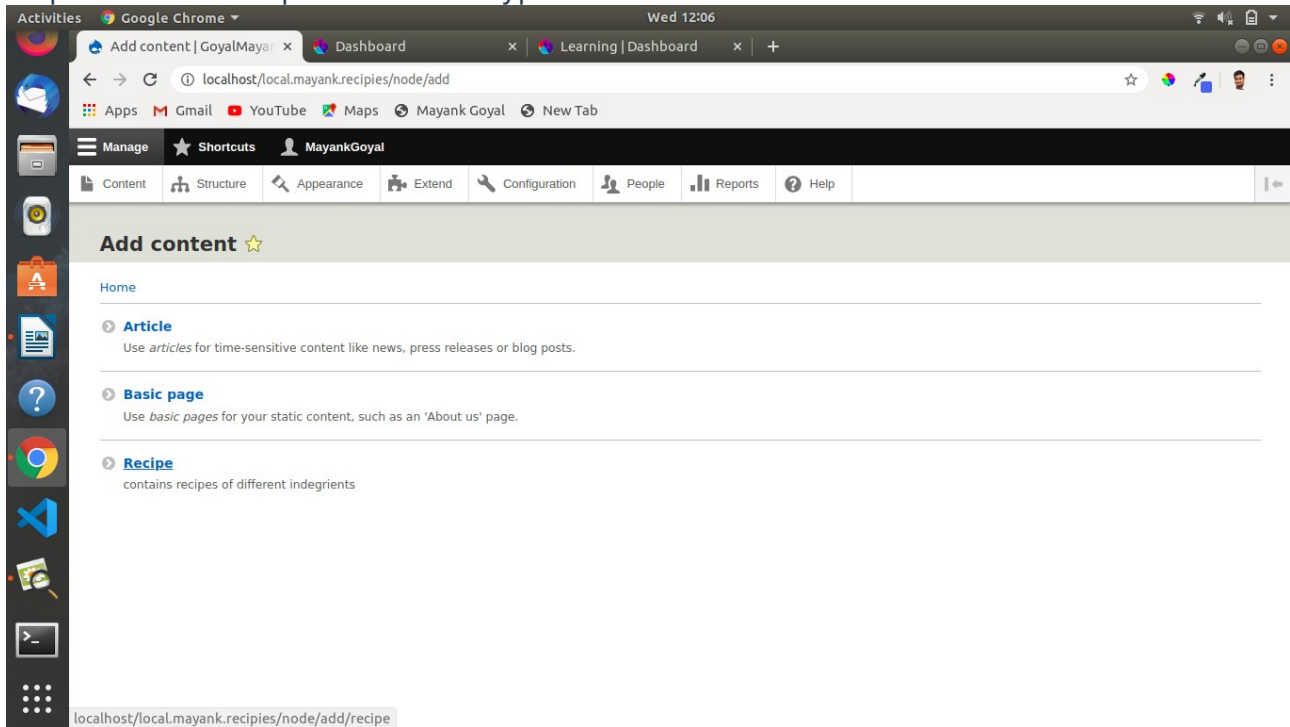 Activities Google Chrome Wed 12:06
Add content | GoyalMayan Dashboard Learning | Dashboard
localhost/local.mayank.recipies/node/add
Apps Gmail YouTube Maps Mayank Goyal New Tab
Manage Shortcuts MayankGoyal
Content Structure Appearance Extend Configuration People Reports Help
Add content
Home
Article
Use articles for time-sensitive content like news, press releases or blog posts.
Basic page
Use basic pages for your static content, such as an 'About us' page.
Recipe
contains recipes of different indegrients
localhost/local.mayank.recipies/node/add/recipe